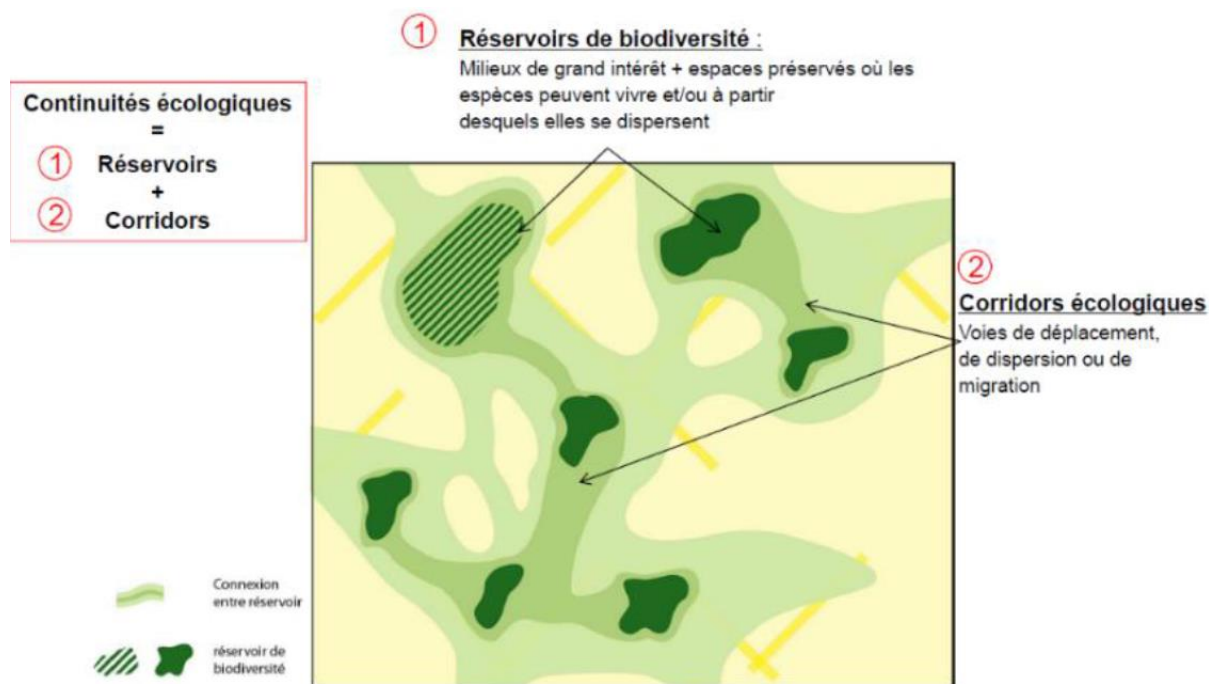 ① Réservoirs de biodiversité :
Milieux de grand intérêt + espaces préservés où les
espèces peuvent vivre et/ou à partir
desquels elles se dispersent
Continuités écologiques
=
① Réservoirs
+
② Corridors
②
Corridors écologiques
Voies de déplacement,
de dispersion ou de
migration
Connexion
entre réservoir
réservoir de
biodiversité